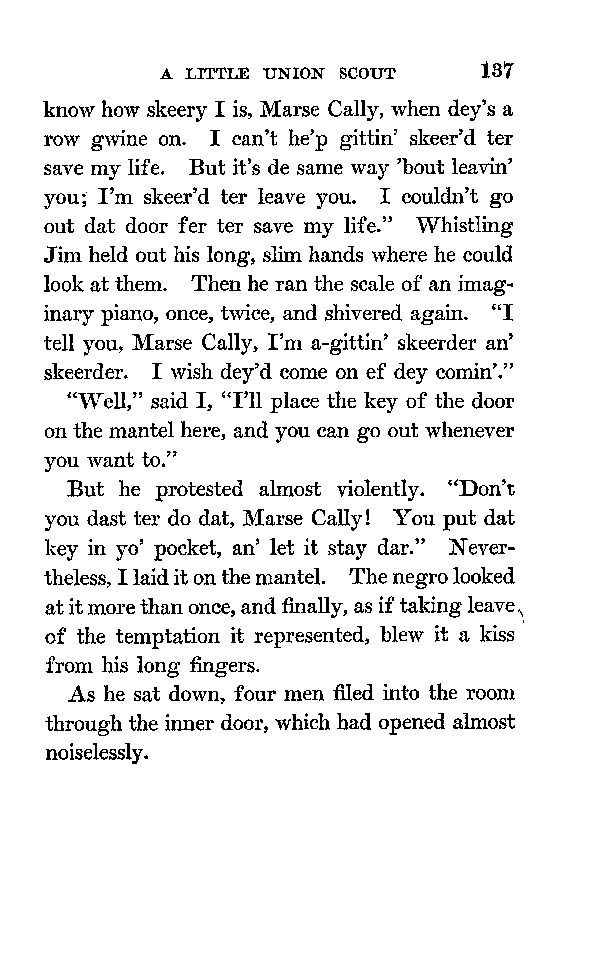 A LITTLE UNION SCOUT 137
know how skeery I is, Marse Cally, when dey's a
row gwine on. I can't he'p gittin' skeer'd ter
save my life. But it's de same way 'bout leavin'
you; I'm skeer'd ter leave you. I couldn't go
out dat door fer ter save my life." Whistling
Jim held out his long, slim hands where he could
look at them. Then he ran the scale of an imag-
inary piano, once, twice, and shivered again. "I
tell you, Marse Cally, I'm a-gittin' skeerder an'
skeerder. I wish dey'd come on ef dey comin'."
"Well," said I, "I'll place the key of the door
on the mantel here, and you can go out whenever
you want to."
But he protested almost violently. "Don't
you dast ter do dat, Marse Cally! You put dat
key in yo' pocket, an' let it stay dar." Never-
theless, I laid it on the mantel. The negro looked
at it more than once, and finally, as if taking leave
of the temptation it represented, blew it a kiss
from his long fingers.
As he sat down, four men filed into the room
through the inner door, which had opened almost
noiselessly.